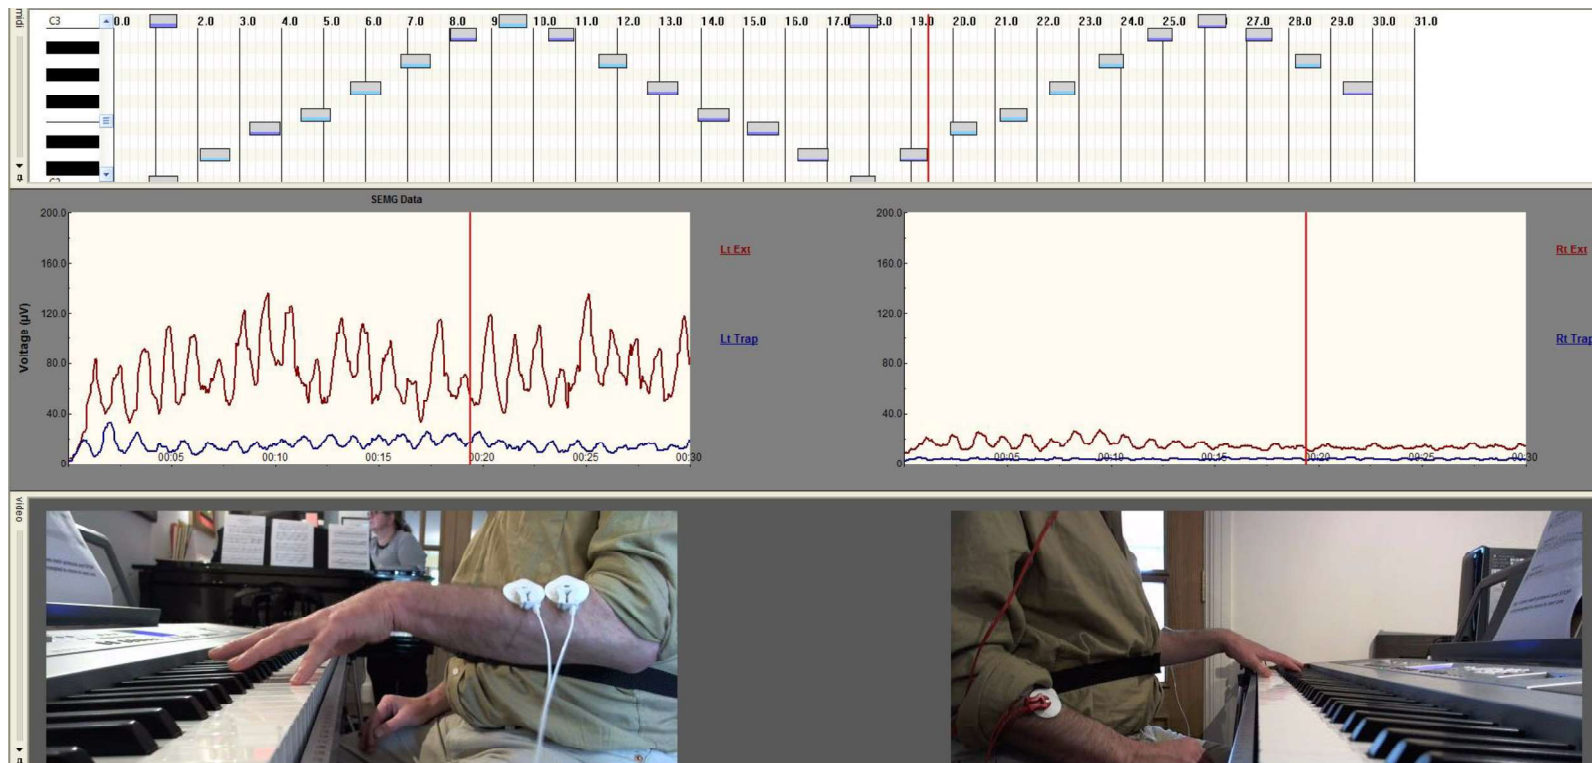 midi
C3 0.0 2.0 3.0 4.0 5.0 6.0 7.0 8.0 9 10.0 11.0 12.0 13.0 14.0 15.0 16.0 17.0 8.0 19.0 20.0 21.0 22.0 23.0 24.0 25.0 27.0 28.0 29.0 30.0 31.0
SEMG Data
200.0
160.0
120.0
80.0
40.0
0
Voltage (µV)
00:05 00:10 00:15 00:20 00:25 00:30
Lt Ext
Lt Trap
200.0
160.0
120.0
80.0
40.0
0
00:05 00:10 00:15 00:20 00:25 00:30
Rt Ext
Rt Trap
video